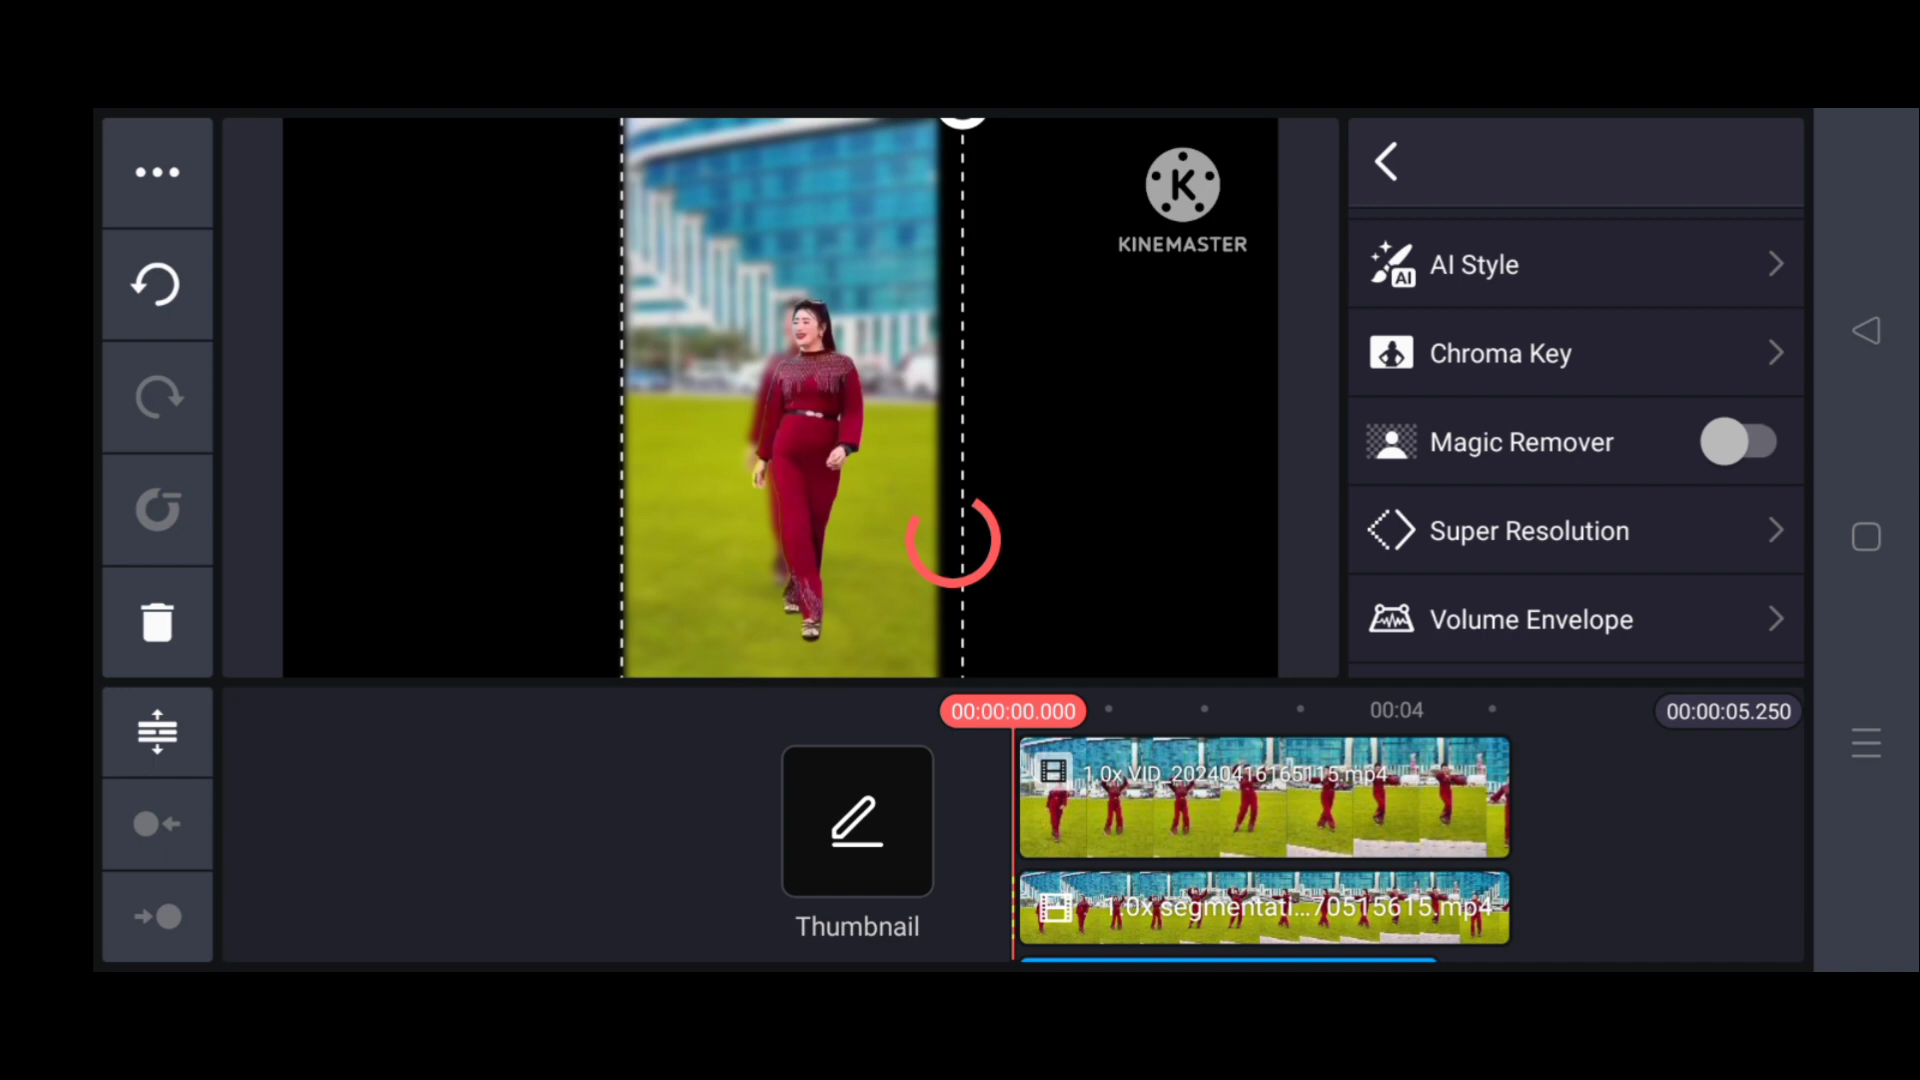 KINEMASTER
AI Style
Chroma Key
Magic Remover
Super Resolution
Volume Envelope
00:00:00.000
00:04
00:00:05.250
1.0x VID_20240416165115.mp4
1.0x segmentati...70515615.mp4
Thumbnail